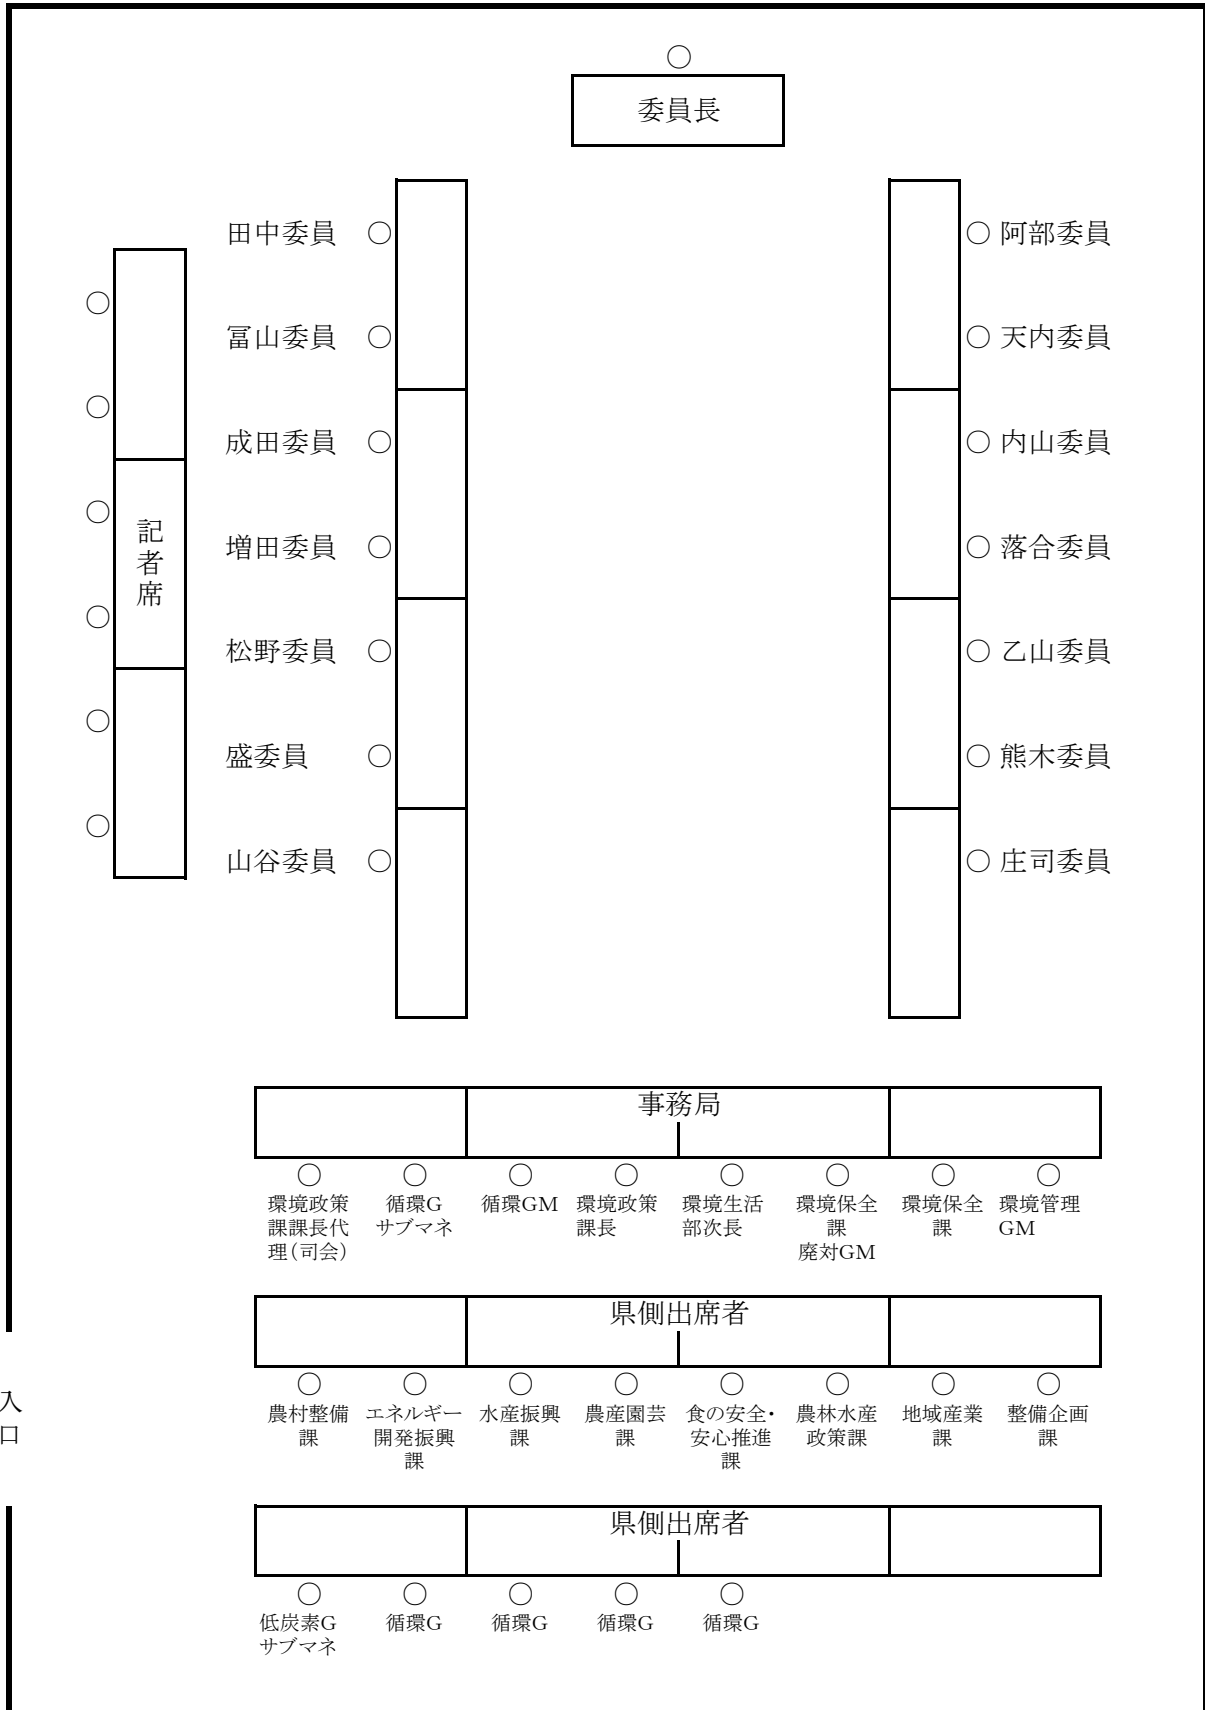 委員長
田中委員
阿部委員
冨山委員
天内委員
成田委員
内山委員
記者席
増田委員
落合委員
松野委員
乙山委員
盛委員
熊木委員
山谷委員
庄司委員
事務局
環境政策
課課長代
理(司会)
循環G
サブマネ
循環GM
環境政策
課長
環境生活
部次長
環境保全
課
廃対GM
環境保全
課
環境管理
GM
県側出席者
入口
農村整備
課
エネルギー
開発振興
課
水産振興
課
農産園芸
課
食の安全・
安心推進
課
農林水産
政策課
地域産業
課
整備企画
課
県側出席者
低炭素G
サブマネ
循環G
循環G
循環G
循環G